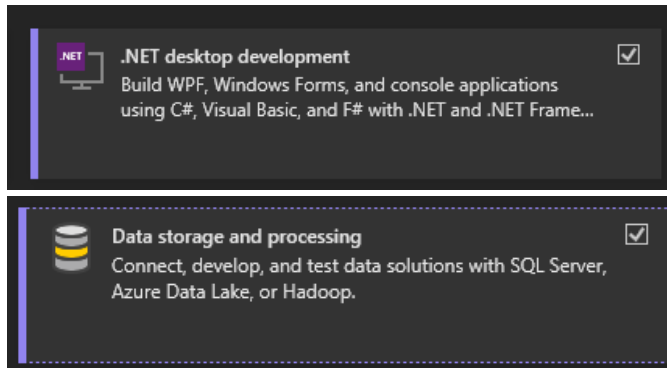 .NET
.NET desktop development
Build WPF, Windows Forms, and console applications
using C#, Visual Basic, and F# with .NET and .NET Frame...
Data storage and processing
Connect, develop, and test data solutions with SQL Server,
Azure Data Lake, or Hadoop.